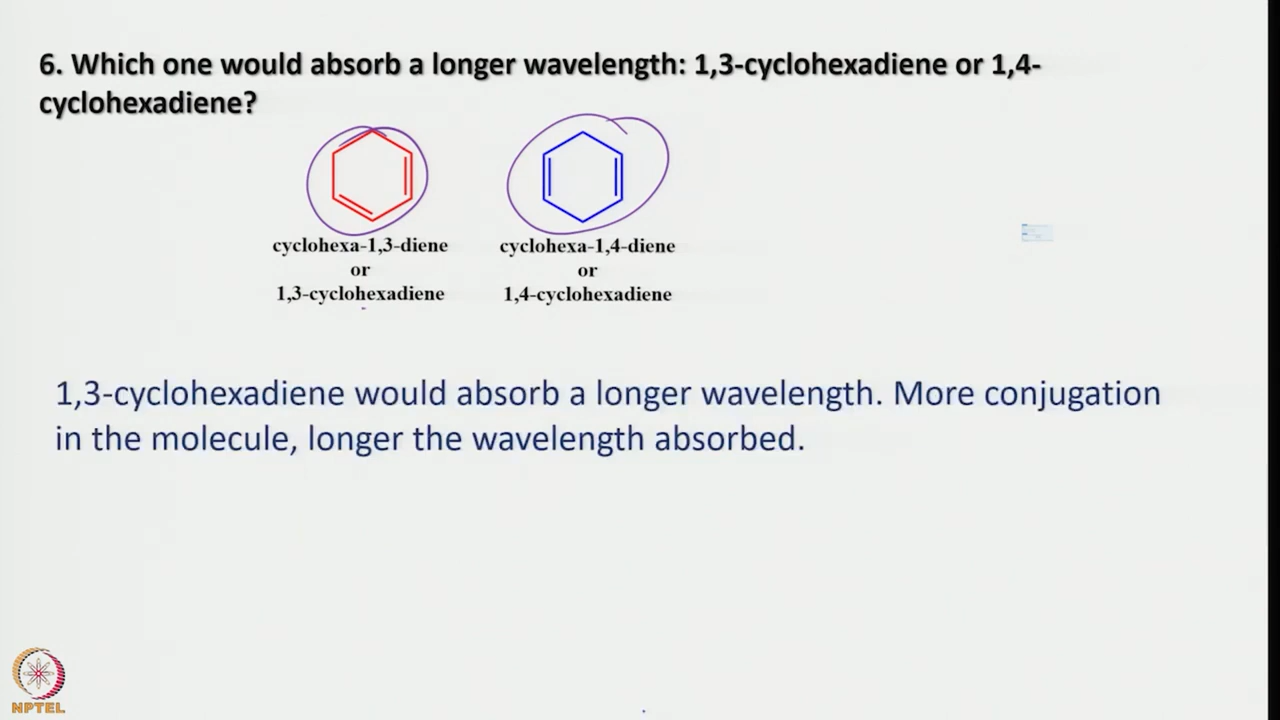 6. Which one would absorb a longer wavelength: 1,3-cyclohexadiene or 1,4-
cyclohexadiene?
cyclohexa-1,3-diene
or
1,3-cyclohexadiene
cyclohexa-1,4-diene
or
1,4-cyclohexadiene
1,3-cyclohexadiene would absorb a longer wavelength. More conjugation
in the molecule, longer the wavelength absorbed.
NPTEL